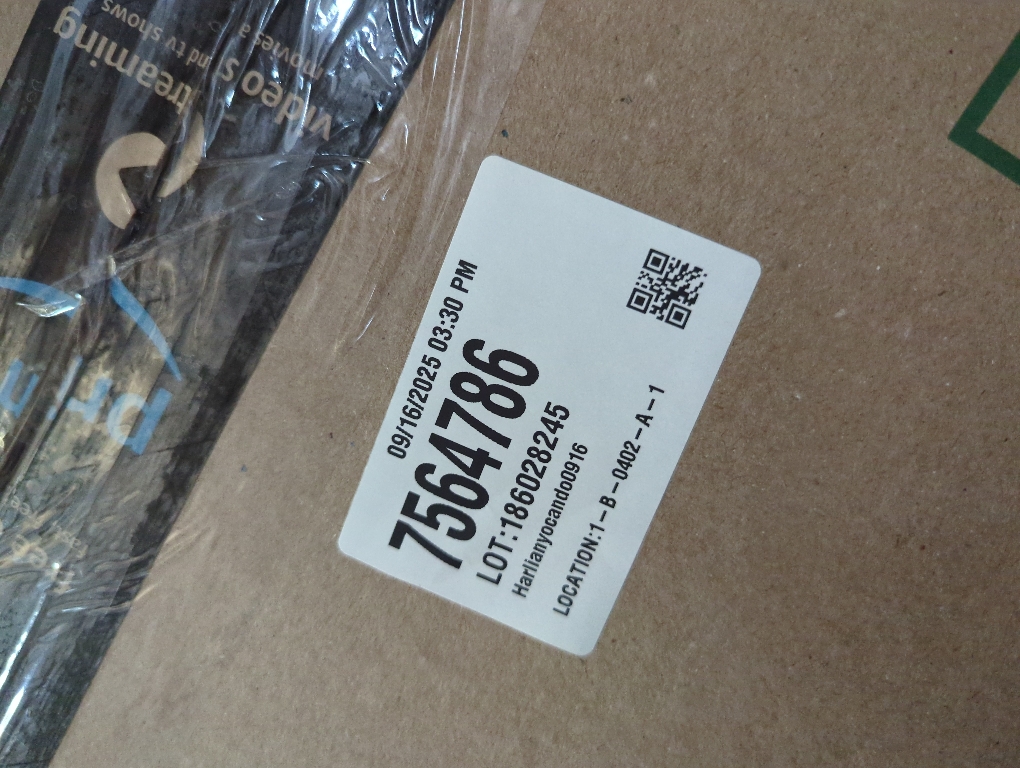 09/16/2025 03:30 PM
7564786
LOT:186028245
Harlianyocando0916
LOCATION:1-B-0402-A-1
video streaming
movies and tv shows